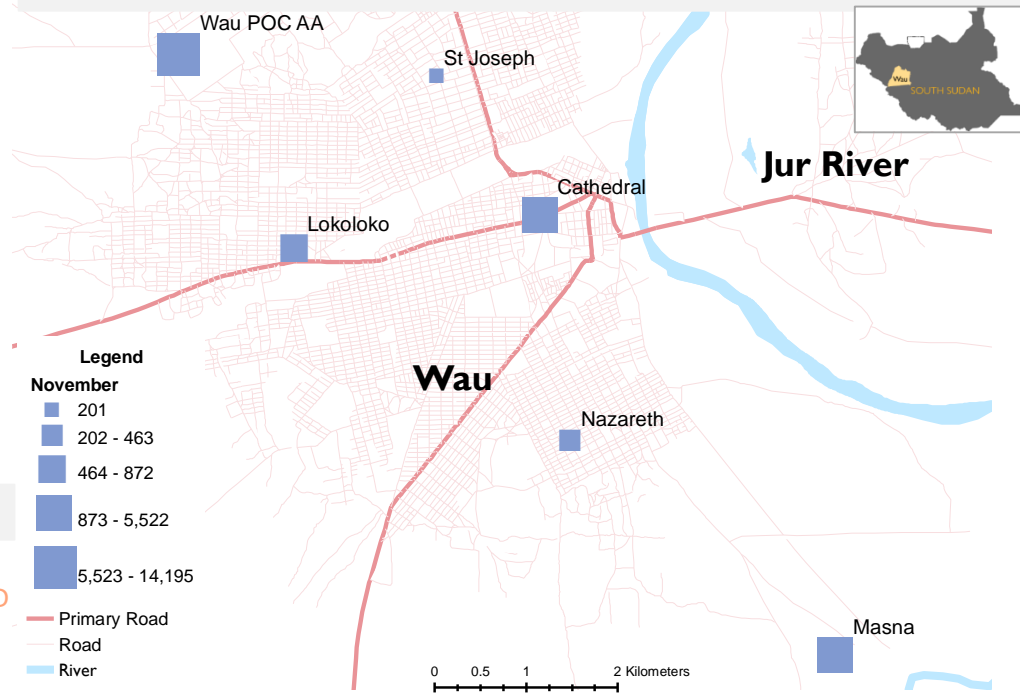 Wau POC AA
St Joseph
Wau
SOUTH SUDAN
Jur River
Cathedral
Lokoloko
Wau
Nazareth
Masna
Legend
November
201
202 - 463
464 - 872
873 - 5,522
5,523 - 14,195
Primary Road
Road
River
0 0.5 1 2 Kilometers